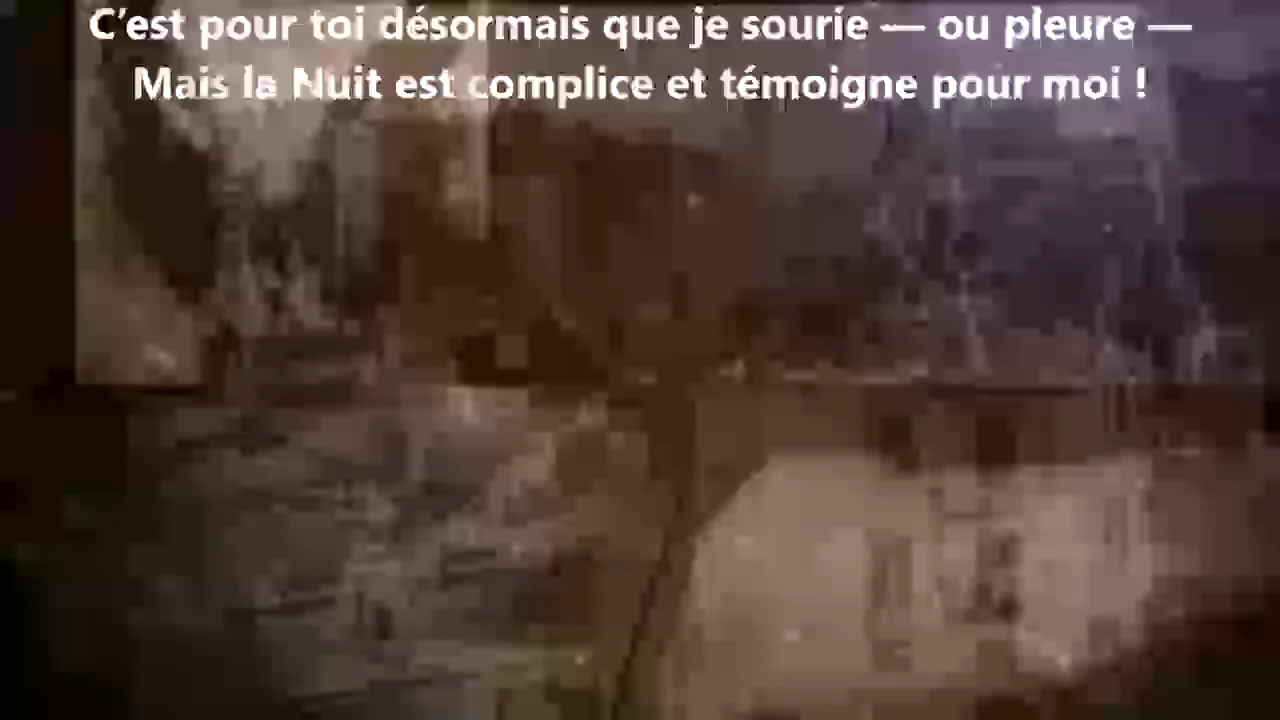 C’est pour toi désormais que je sourie — ou pleure —
Mais la Nuit est complice et témoigne pour moi !